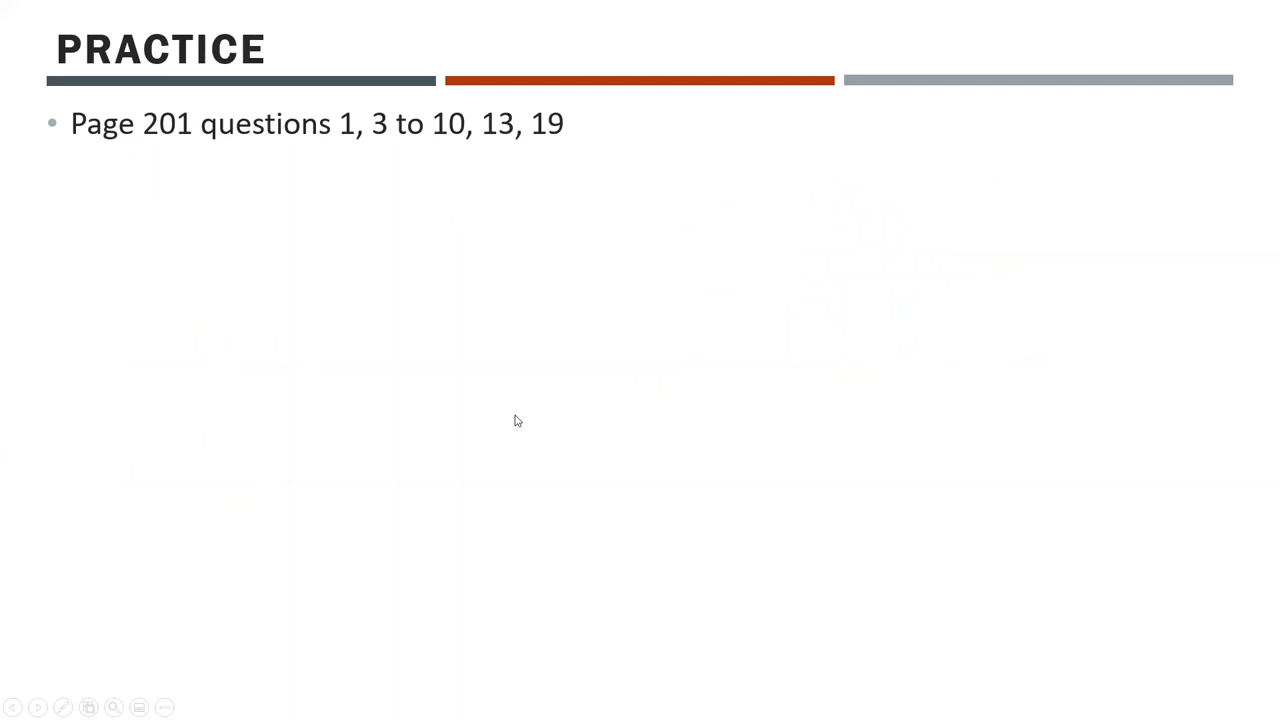 PRACTICE
• Page 201 questions 1, 3 to 10, 13, 19